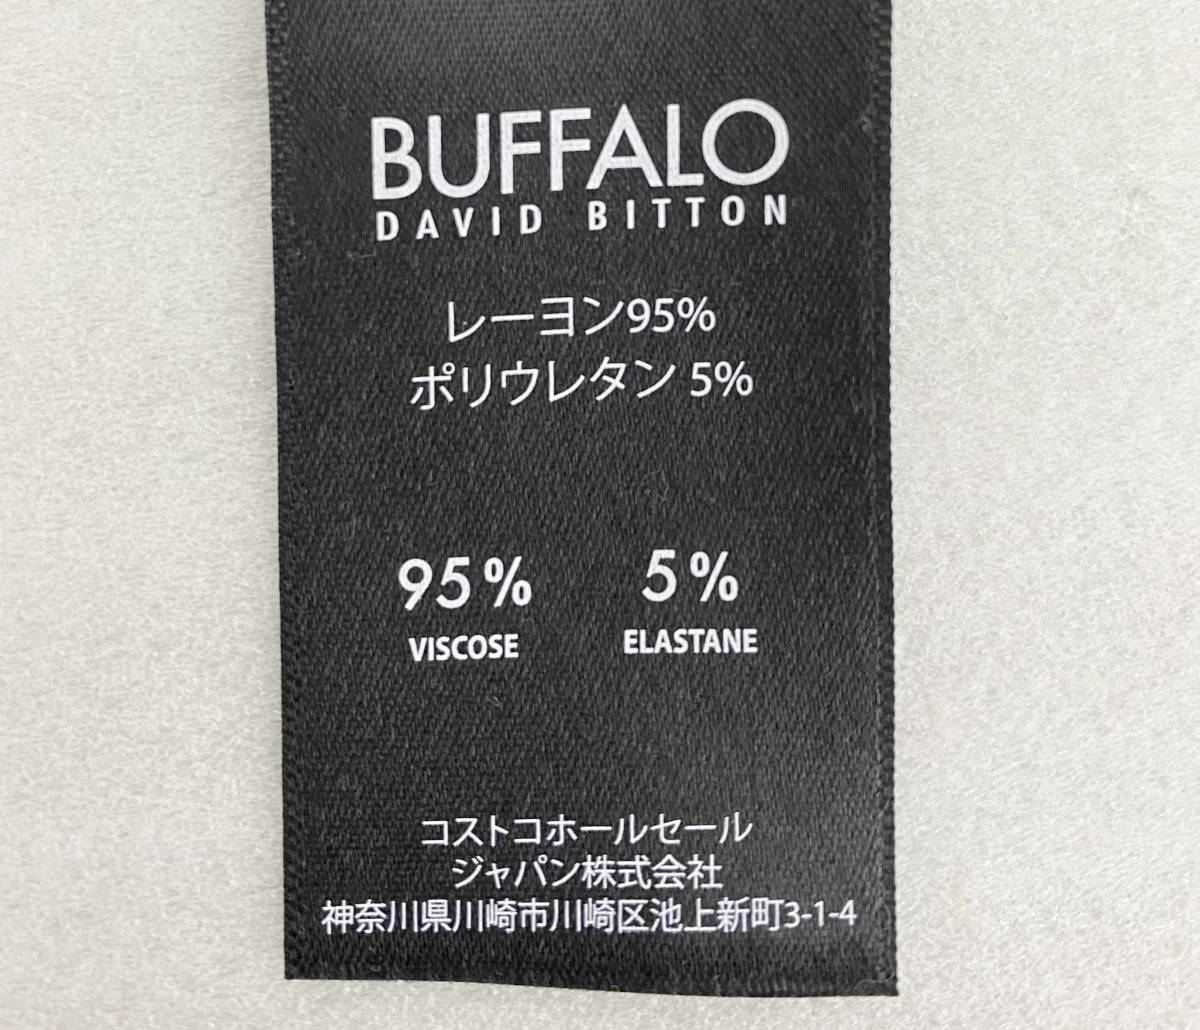 BUFFALO
DAVID BITTON
レーヨン95%
ポリウレタン 5%
95% 5%
VISCOSE ELASTANE
コストコホールセール
ジャパン株式会社
神奈川県川崎市川崎区池上新町3-1-4